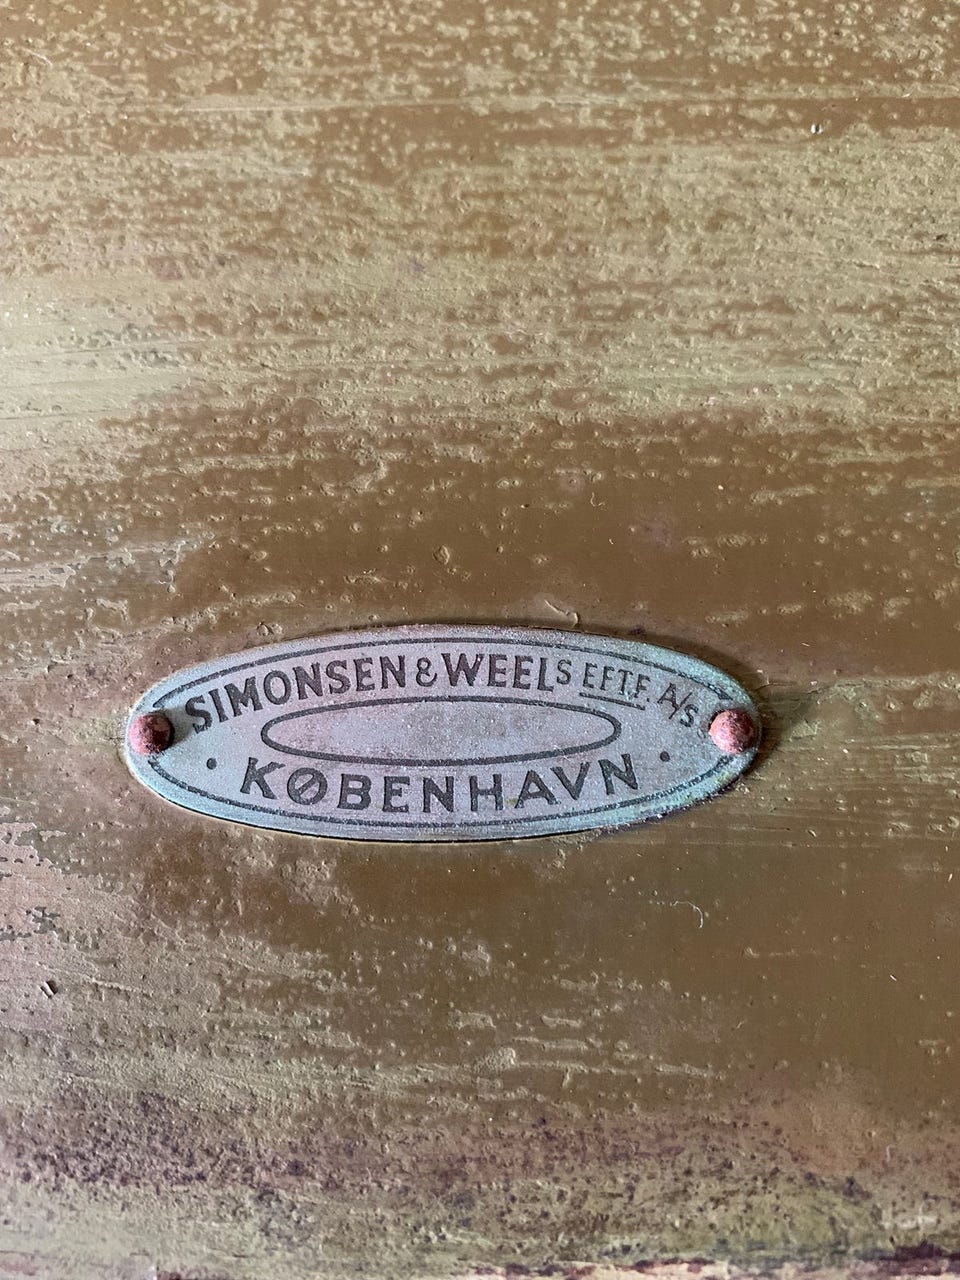 SIMONSEN & WEELS EFTF. A/S
· KØBENHAVN ·